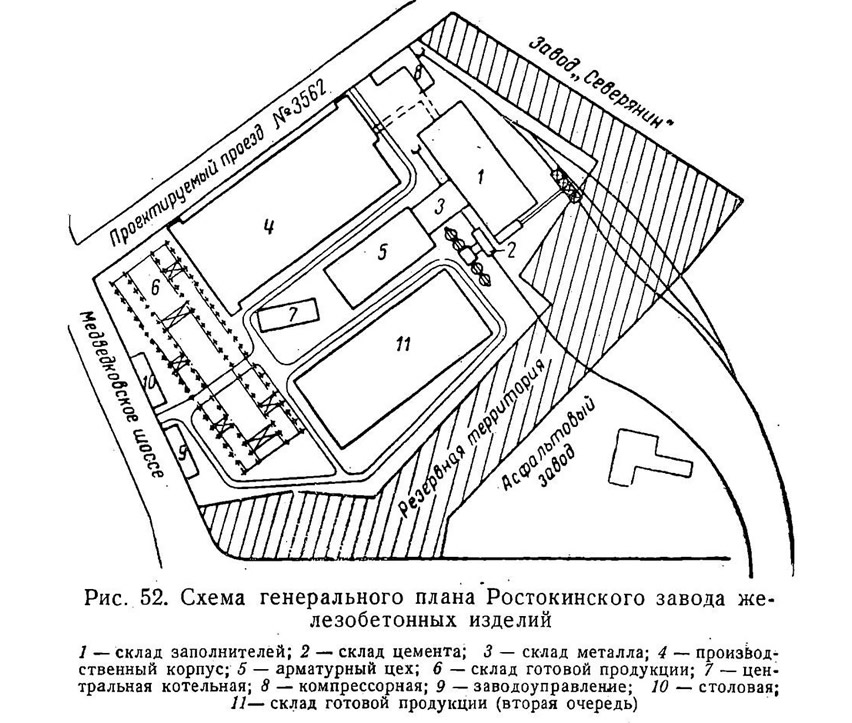 Завод „Северянин“
Проектируемый проезд №3562
8
1
3
4
2
5
6
7
11
Медведковское шоссе
10
9
Резервная территория
Асфальтовый
завод
Рис. 52. Схема генерального плана Ростокинского завода же-
лезобетонных изделий
1 — склад заполнителей; 2 — склад цемента; 3 — склад металла; 4 — производ-
ственный корпус; 5 — арматурный цех; 6 — склад готовой продукции; 7 — цен-
тральная котельная; 8 — компрессорная; 9 — заводоуправление; 10 — столовая;
11— склад готовой продукции (вторая очередь)